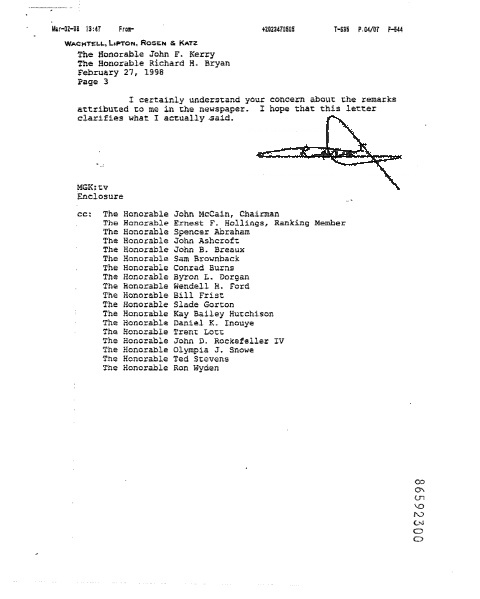 Mar-02-98 13:47 From- +2023479505 T-595 P.04/07 F-544
WACHTELL, LIPTON, ROSEN & KATZ
The Honorable John F. Kerry
The Honorable Richard H. Bryan
February 27, 1998
Page 3
I certainly understand your concern about the remarks
attributed to me in the newspaper. I hope that this letter
clarifies what I actually said.
MGK:tv
Enclosure
cc: The Honorable John McCain, Chairman
The Honorable Ernest F. Hollings, Ranking Member
The Honorable Spencer Abraham
The Honorable John Ashcroft
The Honorable John B. Breaux
The Honorable Sam Brownback
The Honorable Conrad Burns
The Honorable Byron L. Dorgan
The Honorable Wendell H. Ford
The Honorable Bill Frist
The Honorable Slade Gorton
The Honorable Kay Bailey Hutchison
The Honorable Daniel K. Inouye
The Honorable Trent Lott
The Honorable John D. Rockefeller IV
The Honorable Olympia J. Snowe
The Honorable Ted Stevens
The Honorable Ron Wyden
86592300